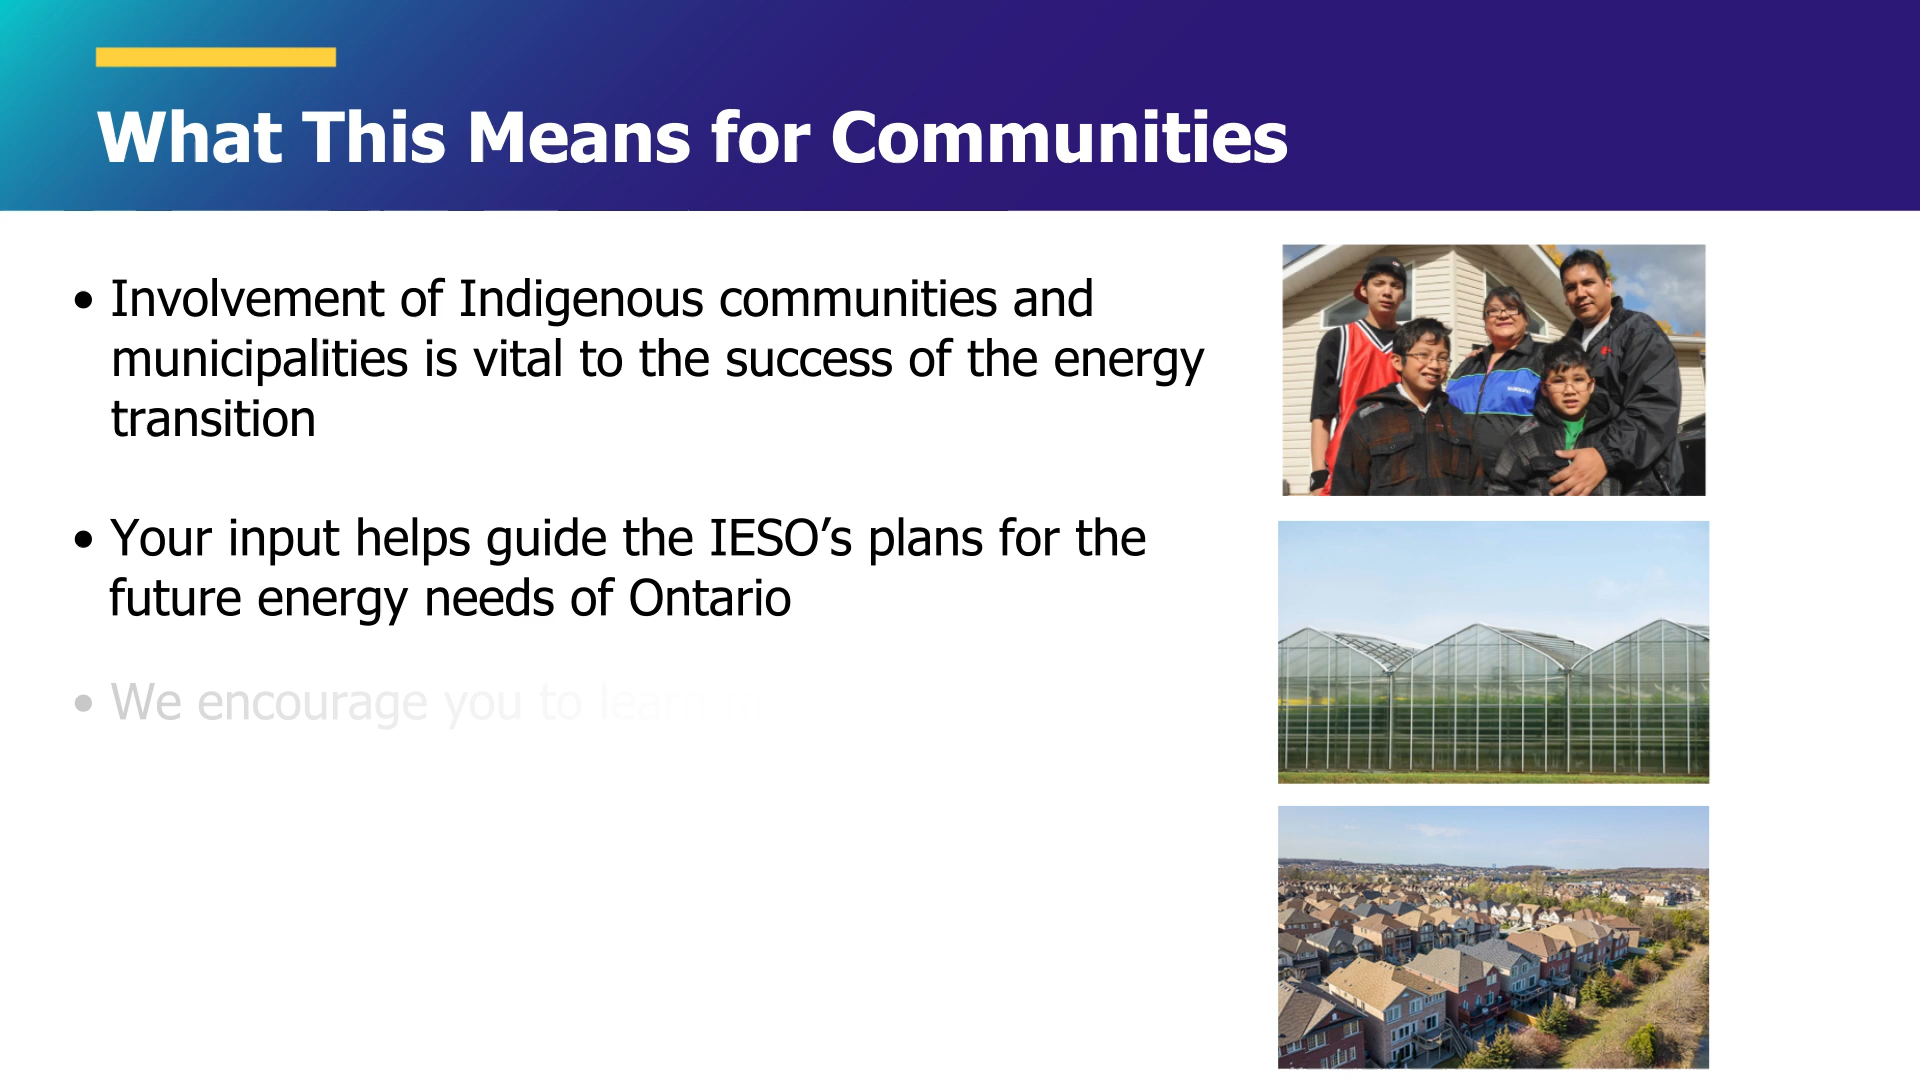 What This Means for Communities
• Involvement of Indigenous communities and
municipalities is vital to the success of the energy
transition
• Your input helps guide the IESO’s plans for the
future energy needs of Ontario
• We encourage you to learn